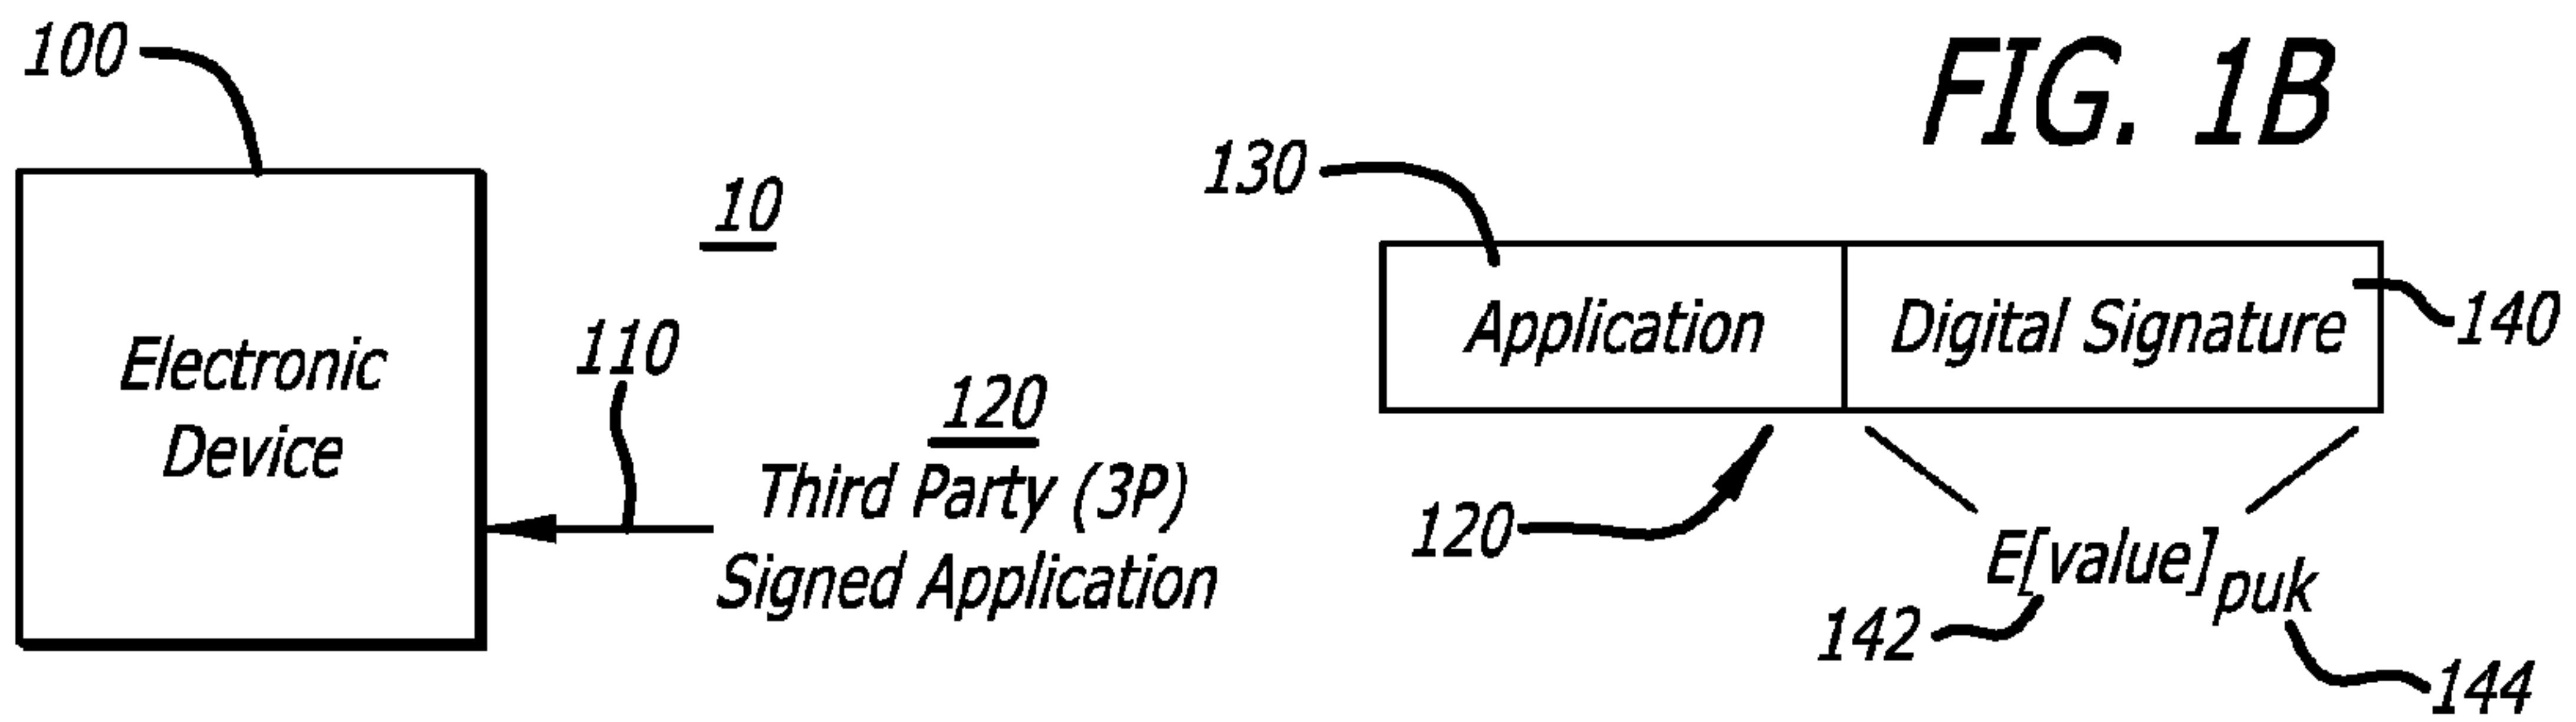 100
Electronic
Device
10
110
120
Third Party (3P)
Signed Application
FIG. 1B
130
Application
Digital Signature
140
120
E[value]puk
142
144